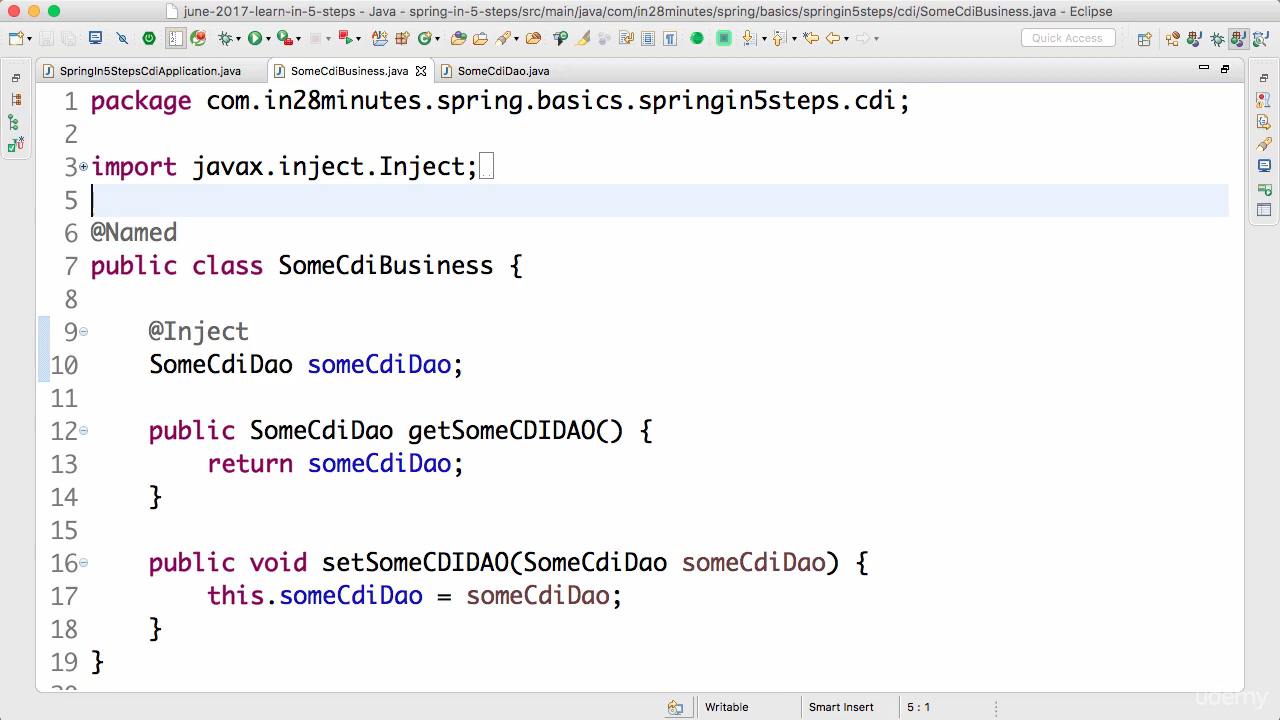 june-2017-learn-in-5-steps - Java - spring-in-5-steps/src/main/java/com/in28minutes/spring/basics/springin5steps/cdi/SomeCdiBusiness.java - Eclipse
Quick Access
SpringIn5StepsCdiApplication.java
SomeCdiBusiness.java
SomeCdiDao.java
1 package com.in28minutes.spring.basics.springin5steps.cdi;
2
3 import javax.inject.Inject;
5
6 @Named
7 public class SomeCdiBusiness {
8
9 @Inject
10 SomeCdiDao someCdiDao;
11
12 public SomeCdiDao getSomeCDIDAO() {
13 return someCdiDao;
14 }
15
16 public void setSomeCDIDAO(SomeCdiDao someCdiDao) {
17 this.someCdiDao = someCdiDao;
18 }
19 }
20
Writable
Smart Insert
5 : 1
udemy